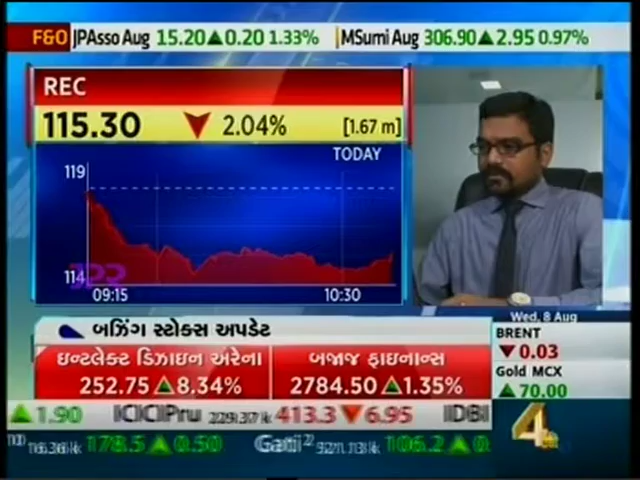 F&O JPAsso Aug 15.20▲0.20 1.33% | MSumi Aug 306.90▲2.95 0.97%
REC
115.30 ▼ 2.04% [1.67 m]
TODAY
119
114
09:15 10:30
Wed, 8 Aug
BRENT
▼0.03
Gold MCX
▲70.00
બઝિંગ સ્ટોક્સ અપડેટ
ઇન્ટલેક્ટ ડિઝાઇન એરેના
252.75▲8.34%
બજાજ ફાઇનાન્સ
2784.50▲1.35%
▲1.90 ICICIPru 413.3▼6.95 IDBI
178.5▲0.50 Gati 106.2▲0